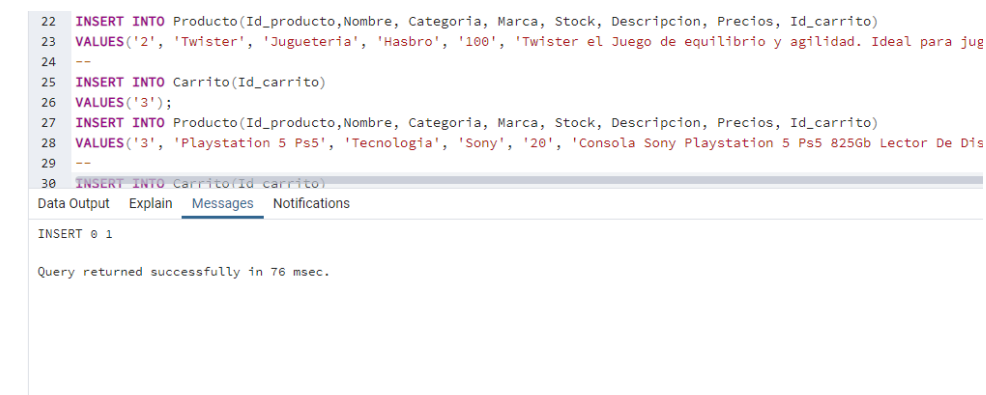 22 INSERT INTO Producto(Id_producto,Nombre, Categoria, Marca, Stock, Descripcion, Precios, Id_carrito)
23 VALUES('2', 'Twister', 'Jugueteria', 'Hasbro', '100', 'Twister el Juego de equilibrio y agilidad. Ideal para jug
24 --
25 INSERT INTO Carrito(Id_carrito)
26 VALUES('3');
27 INSERT INTO Producto(Id_producto,Nombre, Categoria, Marca, Stock, Descripcion, Precios, Id_carrito)
28 VALUES('3', 'Playstation 5 Ps5', 'Tecnologia', 'Sony', '20', 'Consola Sony Playstation 5 Ps5 825Gb Lector De Dis
29 --
30 INSERT INTO Carrito(Id_carrito)
Data Output Explain Messages Notifications
INSERT 0 1
Query returned successfully in 76 msec.